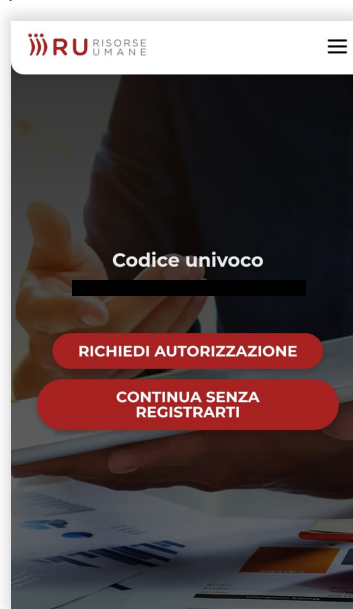 RU RISORSE
UMANE
Codice univoco
RICHIEDI AUTORIZZAZIONE
CONTINUA SENZA
REGISTRARTI